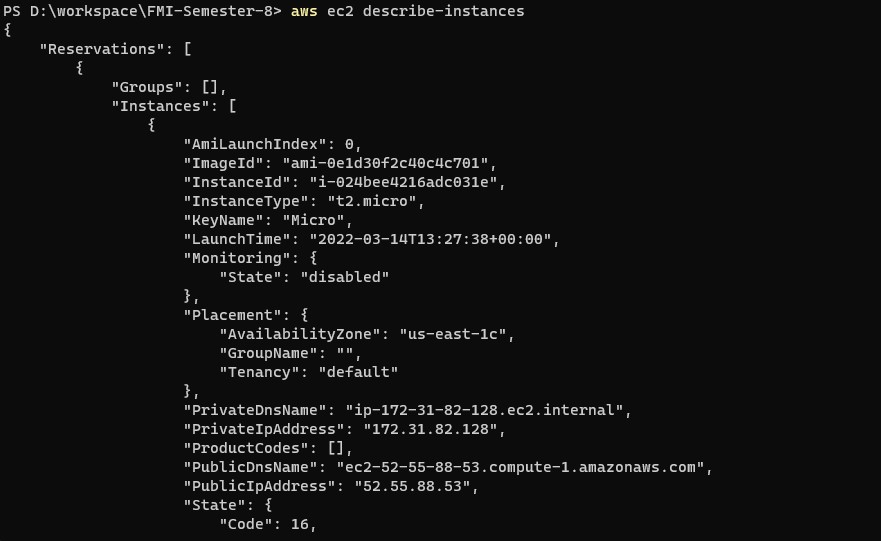 PS D:\workspace\FMI-Semester-8> aws ec2 describe-instances
{
    "Reservations": [
        {
            "Groups": [],
            "Instances": [
                {
                    "AmiLaunchIndex": 0,
                    "ImageId": "ami-0e1d30f2c40c4c701",
                    "InstanceId": "i-024bee4216adc031e",
                    "InstanceType": "t2.micro",
                    "KeyName": "Micro",
                    "LaunchTime": "2022-03-14T13:27:38+00:00",
                    "Monitoring": {
                        "State": "disabled"
                    },
                    "Placement": {
                        "AvailabilityZone": "us-east-1c",
                        "GroupName": "",
                        "Tenancy": "default"
                    },
                    "PrivateDnsName": "ip-172-31-82-128.ec2.internal",
                    "PrivateIpAddress": "172.31.82.128",
                    "ProductCodes": [],
                    "PublicDnsName": "ec2-52-55-88-53.compute-1.amazonaws.com",
                    "PublicIpAddress": "52.55.88.53",
                    "State": {
                        "Code": 16,